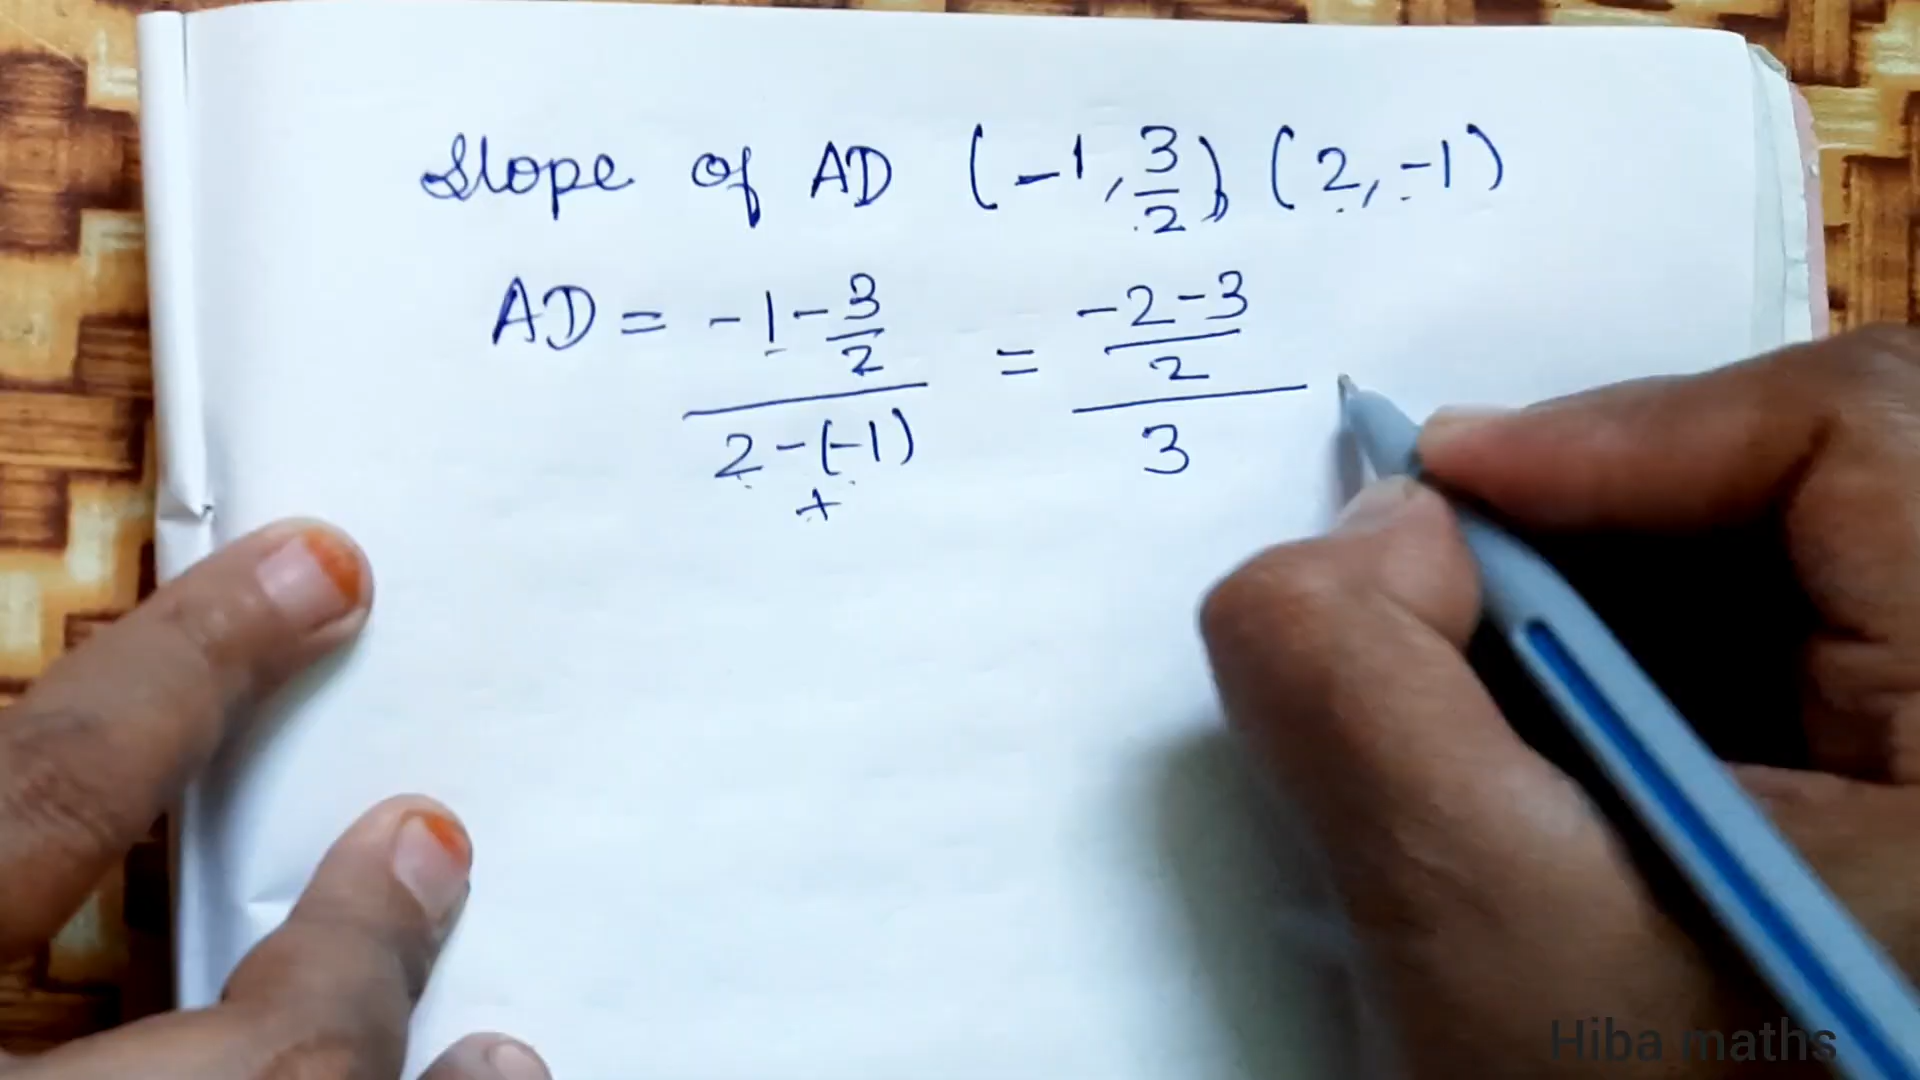 Slope of AD (-1, 3/2) (2, -1)
AD = (-1 - 3/2) / (2 - (-1)) = ((-2 - 3)/2) / 3
+
Hiba maths